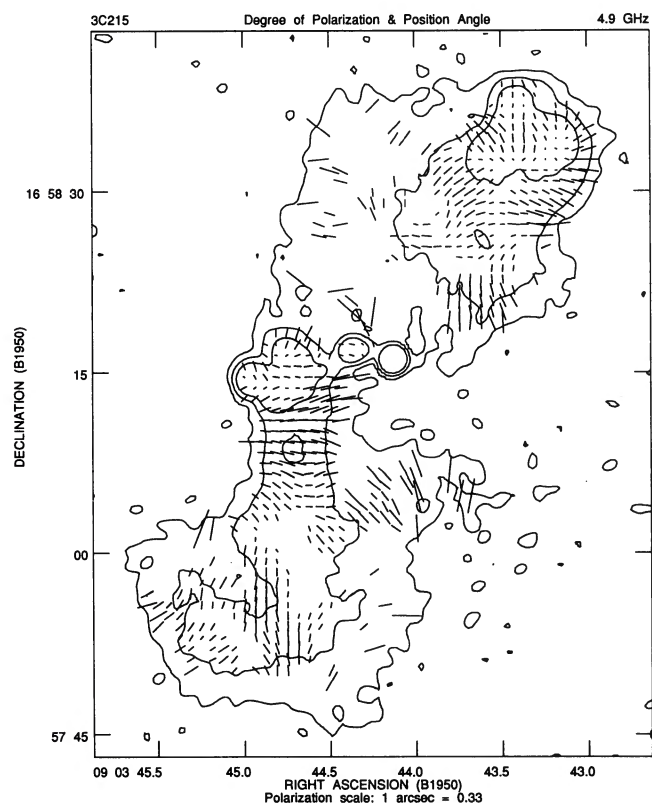 3C215 Degree of Polarization & Position Angle 4.9 GHz
DECLINATION (B1950)
16 58 30
15
00
57 45
09 03 45.5 45.0 44.5 44.0 43.5 43.0
RIGHT ASCENSION (B1950)
Polarization scale: 1 arcsec = 0.33